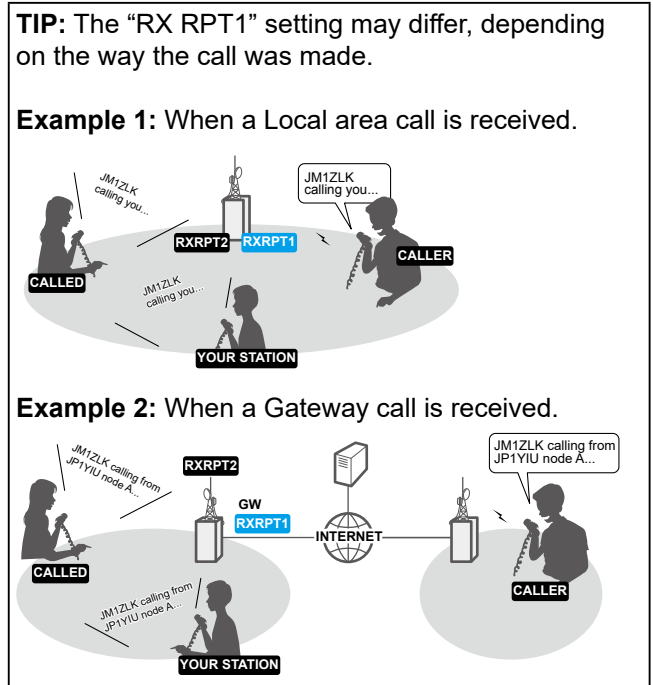 TIP: The “RX RPT1” setting may differ, depending
on the way the call was made.
Example 1: When a Local area call is received.
JM1ZLK
calling you...
JM1ZLK
calling you...
RXRPT2
RXRPT1
CALLER
CALLED
JM1ZLK
calling you...
YOUR STATION
Example 2: When a Gateway call is received.
JM1ZLK calling from
JP1YIU node A...
RXRPT2
JM1ZLK calling from
JP1YIU node A...
GW
RXRPT1
INTERNET
CALLED
CALLER
JM1ZLK calling from
JP1YIU node A...
YOUR STATION